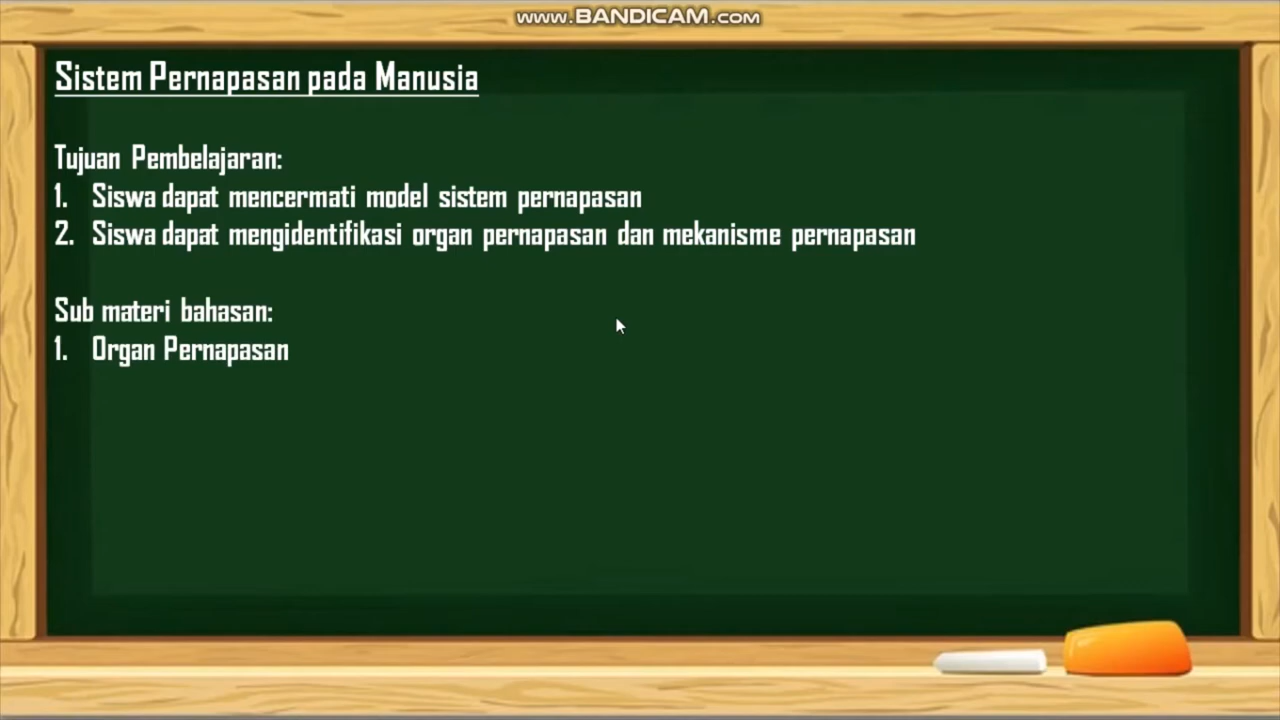 www.BANDICAM.com
Sistem Pernapasan pada Manusia
Tujuan Pembelajaran:
1. Siswa dapat mencermati model sistem pernapasan
2. Siswa dapat mengidentifikasi organ pernapasan dan mekanisme pernapasan
Sub materi bahasan:
1. Organ Pernapasan